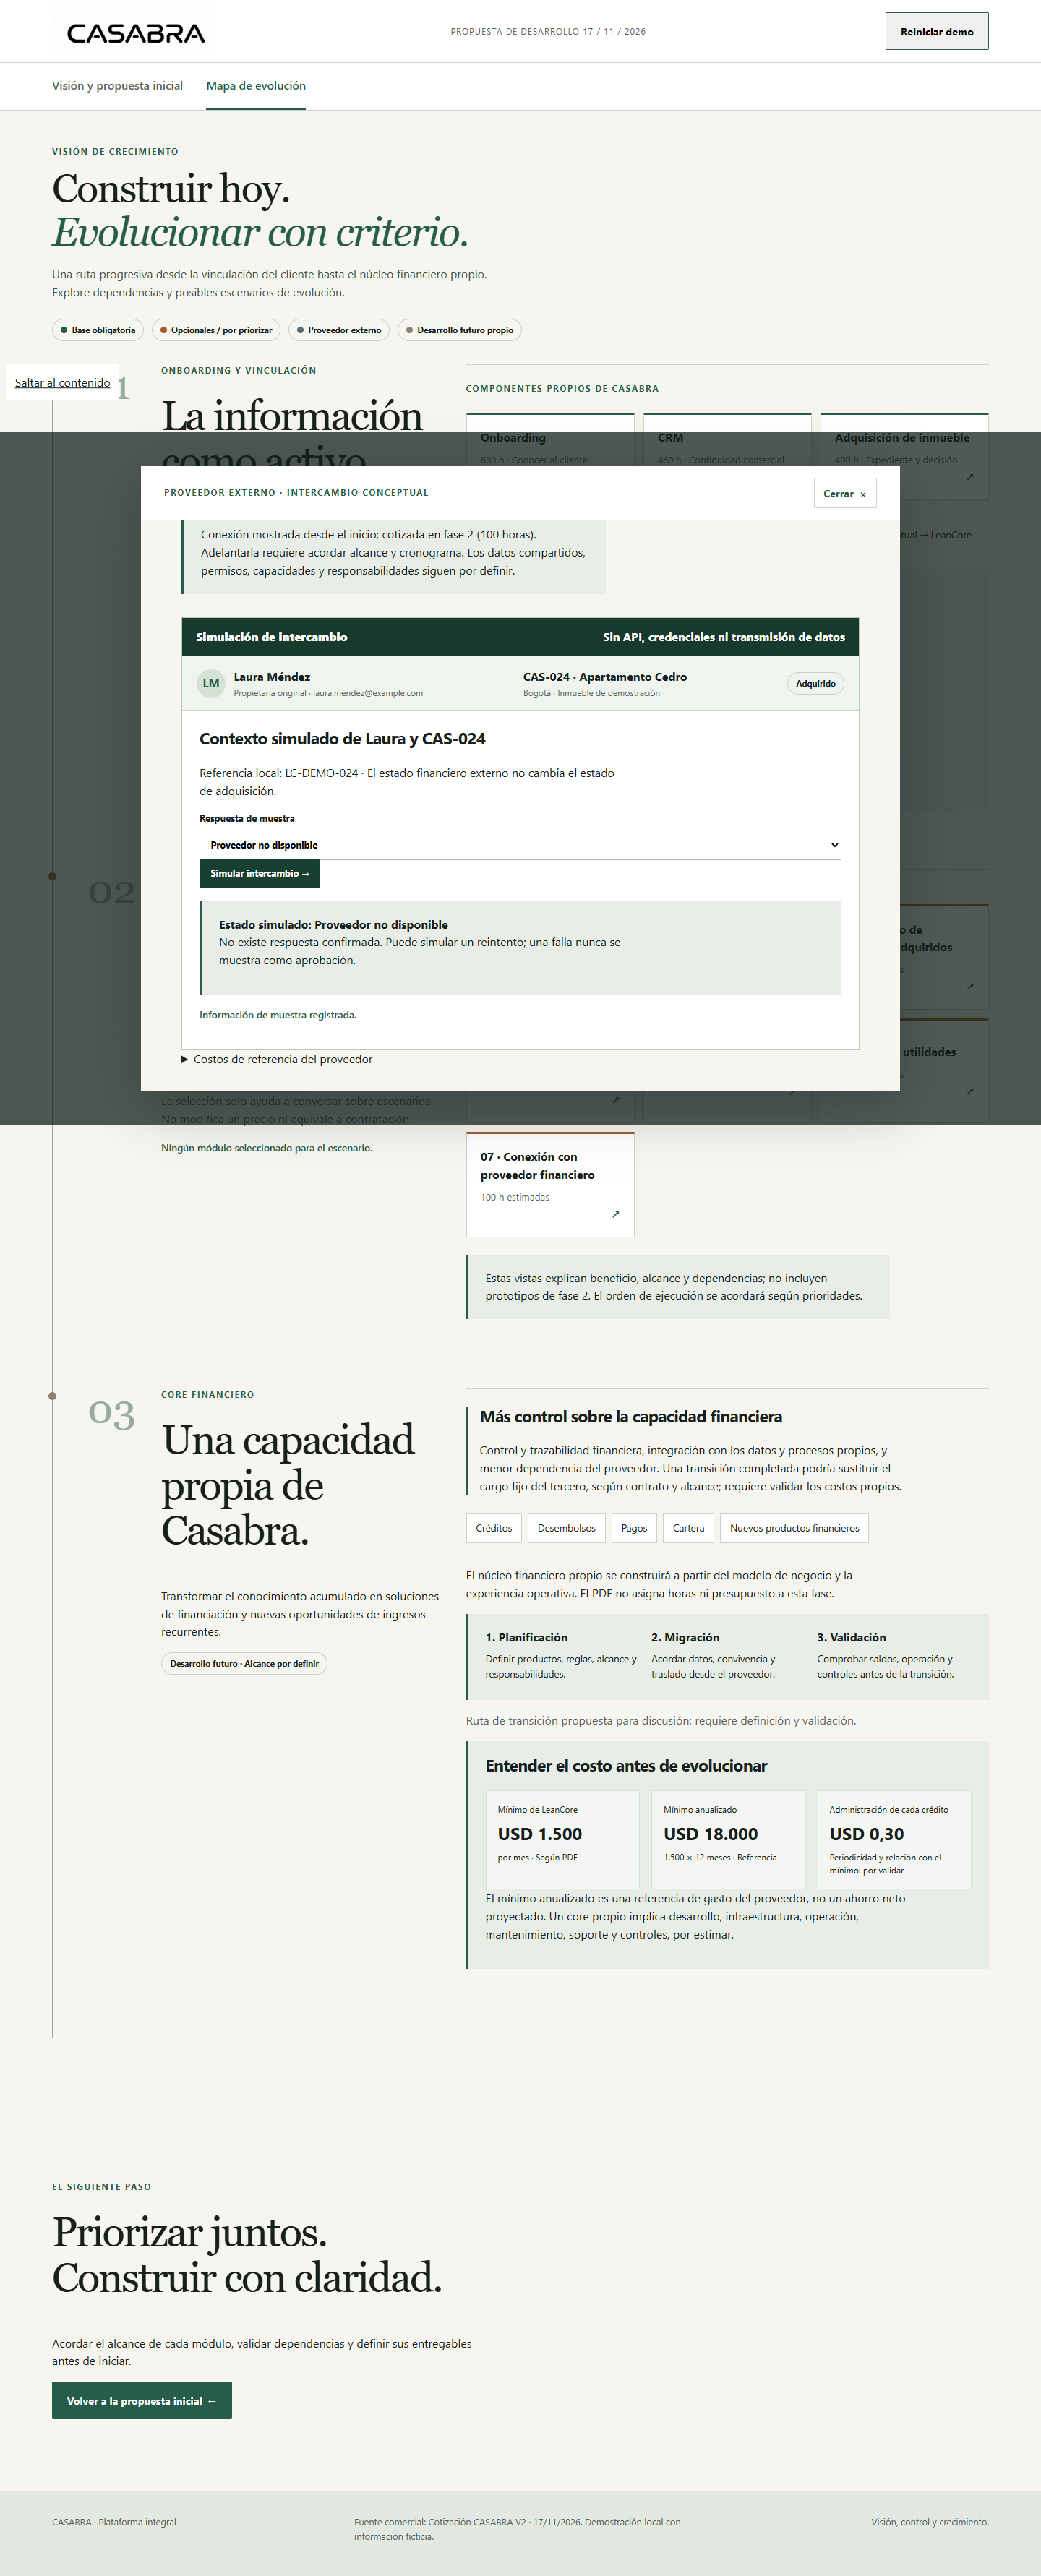 CASABRA
PROPUESTA DE DESARROLLO 17 / 11 / 2026
Reiniciar demo
Visión y propuesta inicial
Mapa de evolución
VISIÓN DE CRECIMIENTO
Construir hoy.
Evolucionar con criterio.
Una ruta progresiva desde la vinculación del cliente hasta el núcleo financiero propio.
Explore dependencias y posibles escenarios de evolución.
Base obligatoria
Opcionales / por priorizar
Proveedor externo
Desarrollo futuro propio
Saltar al contenido
1
ONBOARDING Y VINCULACIÓN
La información
como activo
COMPONENTES PROPIOS DE CASABRA
Onboarding
600 h · Conocer al cliente
CRM
460 h · Continuidad comercial
Adquisición de inmueble
400 h · Expediente y decisión
↗
PROVEEDOR EXTERNO · INTERCAMBIO CONCEPTUAL
Cerrar ×
LeanCore
Conexión mostrada desde el inicio; cotizada en fase 2 (100 horas).
Adelantarla requiere acordar alcance y cronograma. Los datos compartidos,
permisos, capacidades y responsabilidades siguen por definir.
Simulación de intercambio
Sin API, credenciales ni transmisión de datos
LM
Laura Méndez
Propietaria original · laura.mendez@example.com
CAS-024 · Apartamento Cedro
Bogotá · Inmueble de demostración
Adquirido
Contexto simulado de Laura y CAS-024
Referencia local: LC-DEMO-024 · El estado financiero externo no cambia el estado
de adquisición.
Respuesta de muestra
Proveedor no disponible
Simular intercambio →
Estado simulado: Proveedor no disponible
No existe respuesta confirmada. Puede simular un reintento; una falla nunca se
muestra como aprobación.
Información de muestra registrada.
▶ Costos de referencia del proveedor
02
o de
dquiridos
↗
utilidades
↗
La selección solo ayuda a conversar sobre escenarios.
No modifica un precio ni equivale a contratación.
Ningún módulo seleccionado para el escenario.
↗
07 · Conexión con
proveedor financiero
100 h estimadas
↗
Estas vistas explican beneficio, alcance y dependencias; no incluyen
prototipos de fase 2. El orden de ejecución se acordará según prioridades.
03
CORE FINANCIERO
Una capacidad
propia de
Casabra.
Transformar el conocimiento acumulado en soluciones
de financiación y nuevas oportunidades de ingresos
recurrentes.
Desarrollo futuro · Alcance por definir
Más control sobre la capacidad financiera
Control y trazabilidad financiera, integración con los datos y procesos propios, y
menor dependencia del proveedor. Una transición completada podría sustituir el
cargo fijo del tercero, según contrato y alcance; requiere validar los costos propios.
Créditos
Desembolsos
Pagos
Cartera
Nuevos productos financieros
El núcleo financiero propio se construirá a partir del modelo de negocio y la
experiencia operativa. El PDF no asigna horas ni presupuesto a esta fase.
1. Planificación
Definir productos, reglas, alcance y
responsabilidades.
2. Migración
Acordar datos, convivencia y
traslado desde el proveedor.
3. Validación
Comprobar saldos, operación y
controles antes de la transición.
Ruta de transición propuesta para discusión; requiere definición y validación.
Entender el costo antes de evolucionar
Mínimo de LeanCore
USD 1.500
por mes · Según PDF
Mínimo anualizado
USD 18.000
1.500 × 12 meses · Referencia
Administración de cada crédito
USD 0,30
Periodicidad y relación con el
mínimo: por validar
El mínimo anualizado es una referencia de gasto del proveedor, no un ahorro neto
proyectado. Un core propio implica desarrollo, infraestructura, operación,
mantenimiento, soporte y controles, por estimar.
EL SIGUIENTE PASO
Priorizar juntos.
Construir con claridad.
Acordar el alcance de cada módulo, validar dependencias y definir sus entregables
antes de iniciar.
Volver a la propuesta inicial ←
CASABRA · Plataforma integral
Fuente comercial: Cotización CASABRA V2 · 17/11/2026. Demostración local con
información ficticia.
Visión, control y crecimiento.